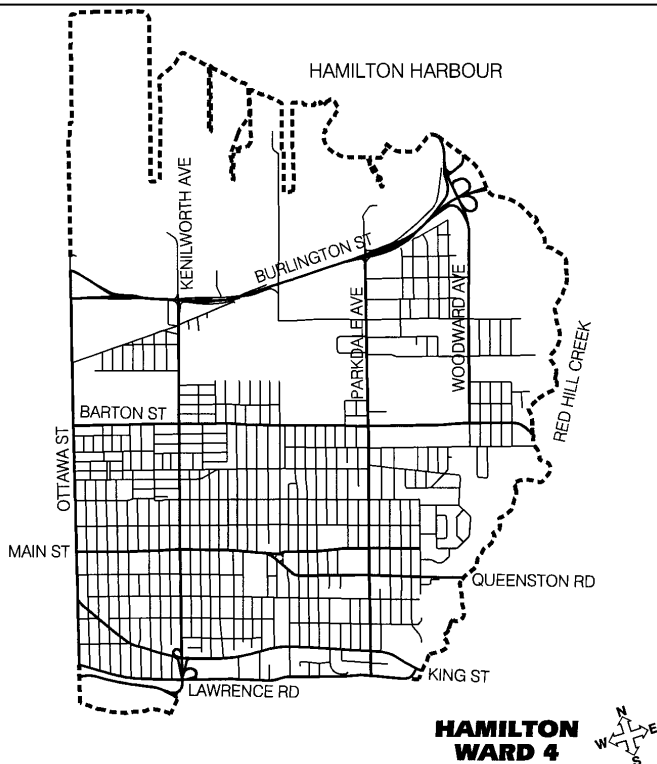 HAMILTON HARBOUR
KENILWORTH AVE
BURLINGTON ST
PARKDALE AVE
WOODWARD AVE
RED HILL CREEK
BARTON ST
OTTAWA ST
MAIN ST
QUEENSTON RD
KING ST
LAWRENCE RD
HAMILTON
WARD 4
N
W E
S